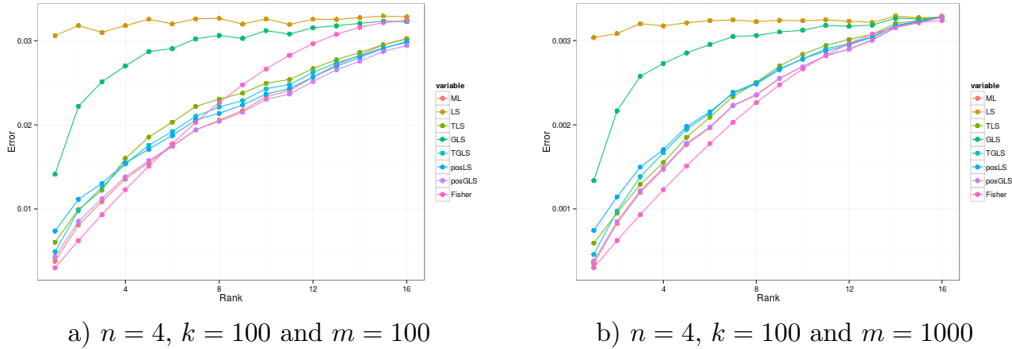 0.03
0.02
0.01
Error
4
8
12
16
Rank
variable
ML
LS
TLS
GLS
TGLS
posLS
posGLS
Fisher
a) n = 4, k = 100 and m = 100
0.003
0.002
0.001
Error
4
8
12
16
Rank
variable
ML
LS
TLS
GLS
TGLS
posLS
posGLS
Fisher
b) n = 4, k = 100 and m = 1000